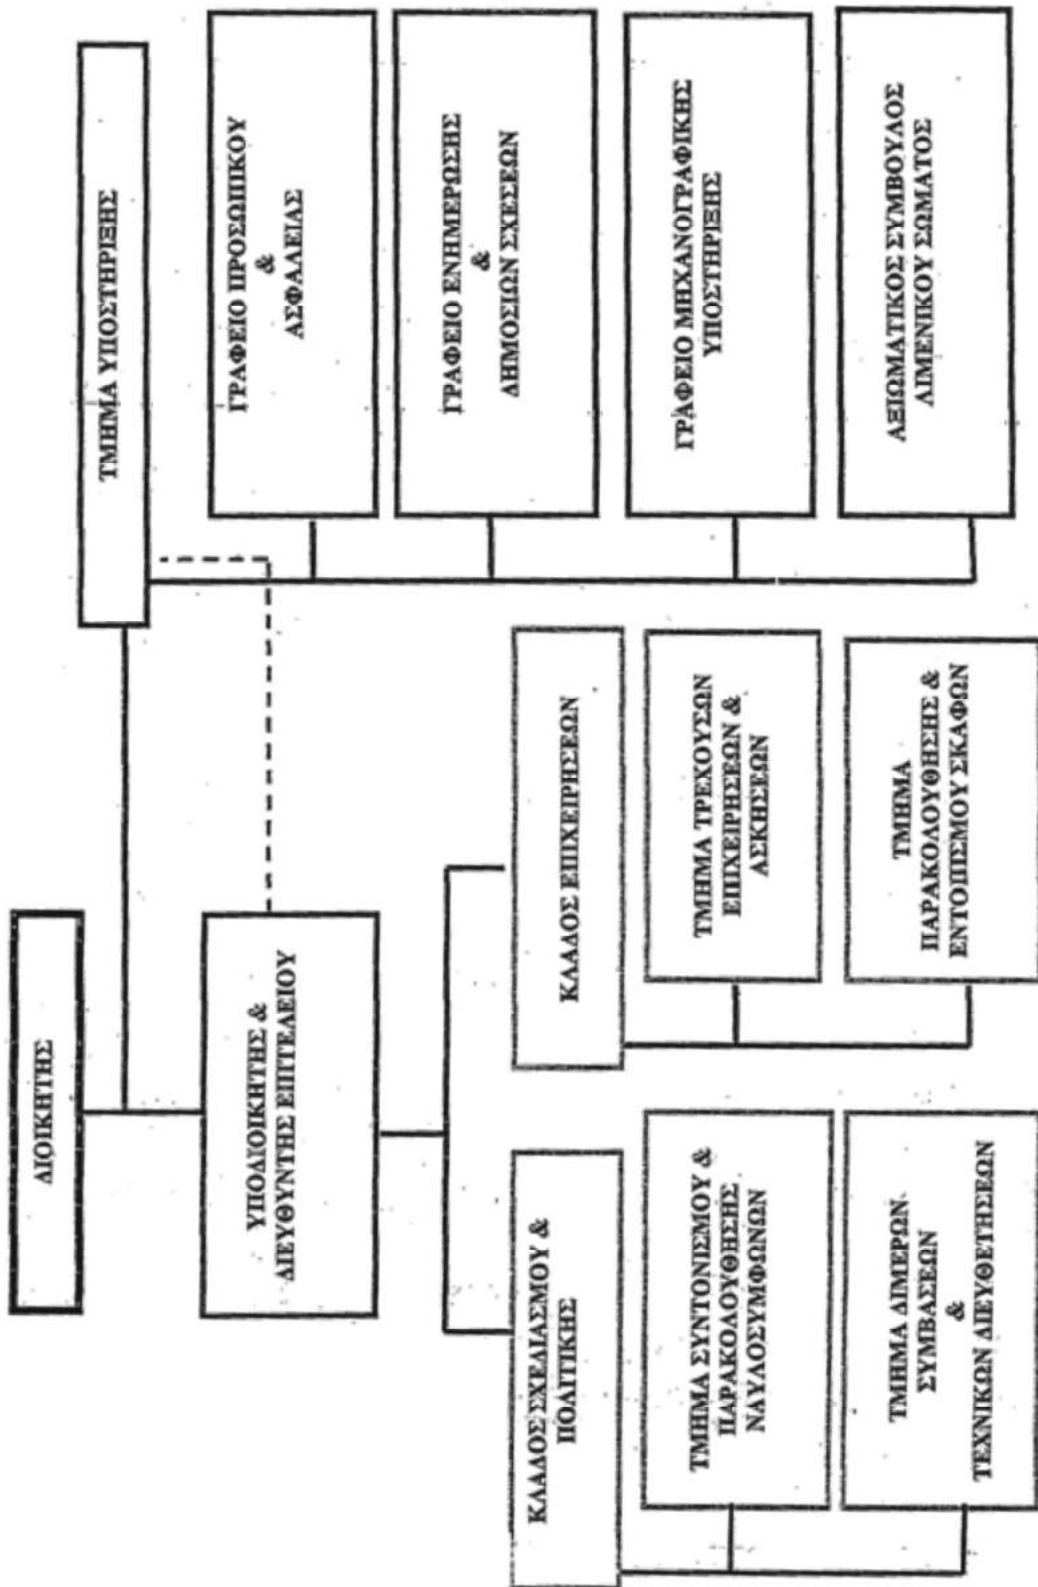 ΔΙΟΙΚΗΤΗΣ
ΤΜΗΜΑ ΥΠΟΣΤΗΡΙΞΗΣ
ΥΠΟΔΙΟΙΚΗΤΗΣ &
ΔΙΕΥΘΥΝΤΗΣ ΕΠΙΤΕΛΕΙΟΥ
ΓΡΑΦΕΙΟ ΠΡΟΣΩΠΙΚΟΥ
&
ΑΣΦΑΛΕΙΑΣ
ΓΡΑΦΕΙΟ ΕΝΗΜΕΡΩΣΗΣ
&
ΔΗΜΟΣΙΩΝ ΣΧΕΣΕΩΝ
ΓΡΑΦΕΙΟ ΜΗΧΑΝΟΓΡΑΦΙΚΗΣ
ΥΠΟΣΤΗΡΙΞΗΣ
ΑΞΙΩΜΑΤΙΚΟΣ ΣΥΜΒΟΥΛΟΣ
ΛΙΜΕΝΙΚΟΥ ΣΩΜΑΤΟΣ
ΚΛΑΔΟΣ ΣΧΕΔΙΑΣΜΟΥ &
ΠΟΛΙΤΙΚΗΣ
ΤΜΗΜΑ ΣΥΝΤΟΝΙΣΜΟΥ &
ΠΑΡΑΚΟΛΟΥΘΗΣΗΣ
ΝΑΥΛΟΣΥΜΦΩΝΩΝ
ΤΜΗΜΑ ΔΙΜΕΡΩΝ
ΣΥΜΒΑΣΕΩΝ
&
ΤΕΧΝΙΚΩΝ ΔΙΕΥΘΕΤΗΣΕΩΝ
ΚΛΑΔΟΣ ΕΠΙΧΕΙΡΗΣΕΩΝ
ΤΜΗΜΑ ΤΡΕΧΟΥΣΩΝ
ΕΠΙΧΕΙΡΗΣΕΩΝ &
ΑΣΚΗΣΕΩΝ
ΤΜΗΜΑ
ΠΑΡΑΚΟΛΟΥΘΗΣΗΣ &
ΕΝΤΟΠΙΣΜΟΥ ΣΚΑΦΩΝ